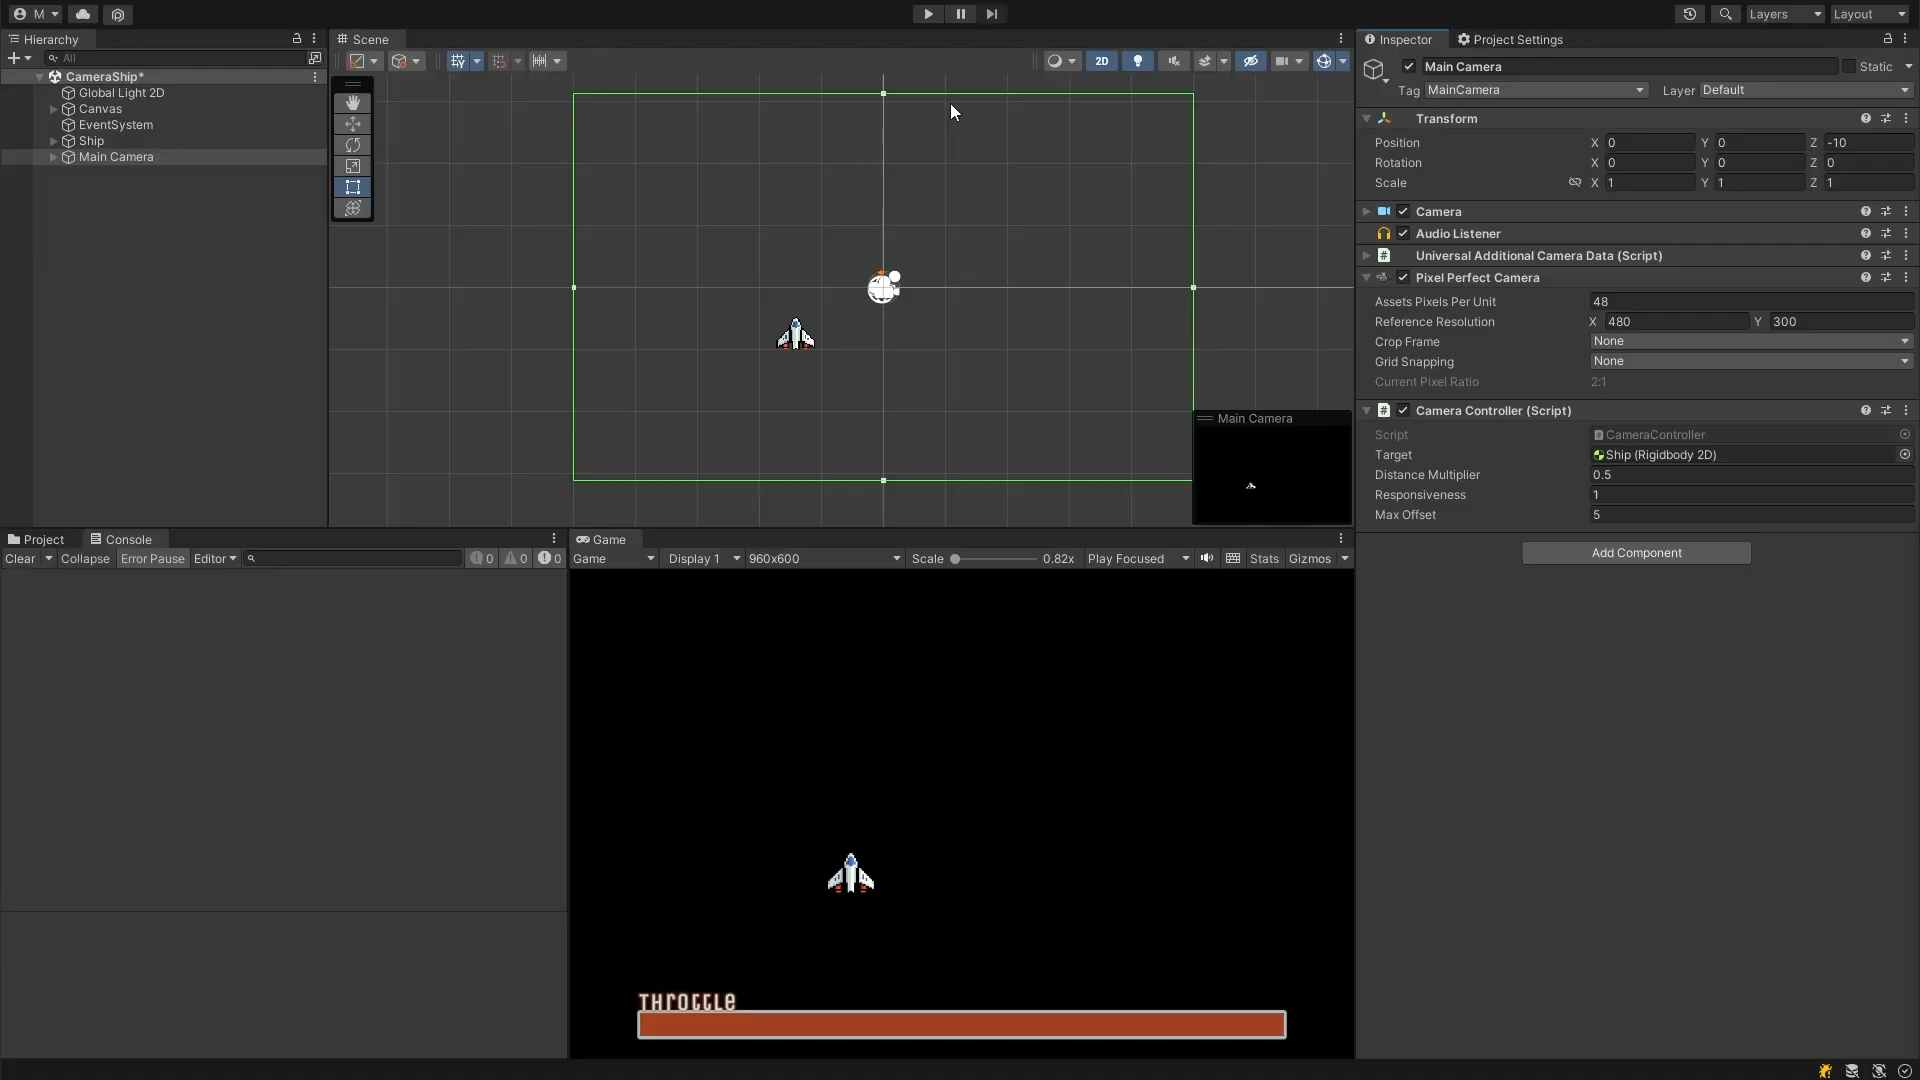 M
Layers
Layout
Hierarchy
All
CameraShip*
Global Light 2D
Canvas
EventSystem
Ship
Main Camera
Scene
2D
Main Camera
Inspector
Project Settings
Main Camera
Static
Tag MainCamera Layer Default
Transform
Position X 0 Y 0 Z -10
Rotation X 0 Y 0 Z 0
Scale X 1 Y 1 Z 1
Camera
Audio Listener
Universal Additional Camera Data (Script)
Pixel Perfect Camera
Assets Pixels Per Unit 48
Reference Resolution X 480 Y 300
Crop Frame None
Grid Snapping None
Current Pixel Ratio 2:1
Camera Controller (Script)
Script CameraController
Target Ship (Rigidbody 2D)
Distance Multiplier 0.5
Responsiveness 1
Max Offset 5
Add Component
Project
Console
Clear Collapse Error Pause Editor 0 0 0
Game
Game Display 1 960x600 Scale 0.82x Play Focused Stats Gizmos
THrottle